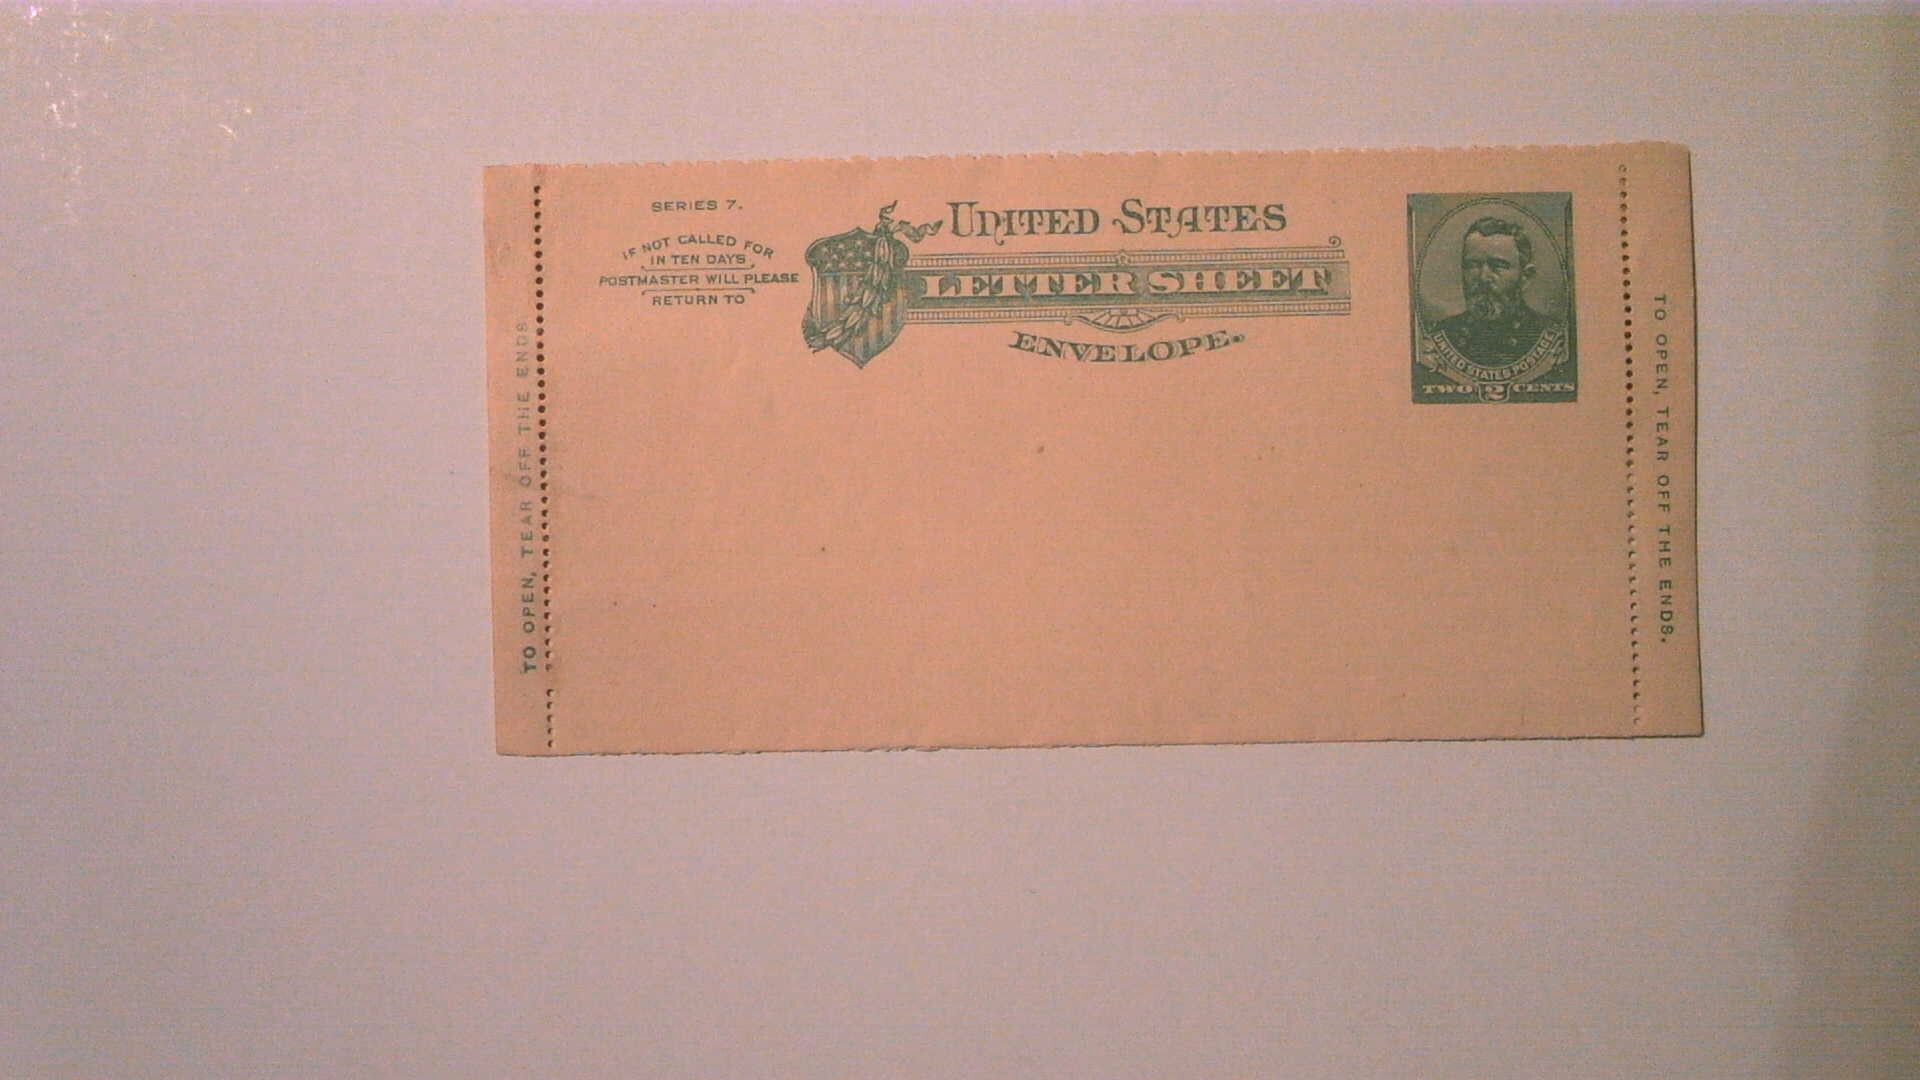 SERIES 7.
IF NOT CALLED FOR
IN TEN DAYS,
POSTMASTER WILL PLEASE
RETURN TO
UNITED STATES
LETTER SHEET
ENVELOPE.
UNITED STATES POSTAGE
TWO 2 CENTS
TO OPEN, TEAR OFF THE ENDS
TO OPEN, TEAR OFF THE ENDS.